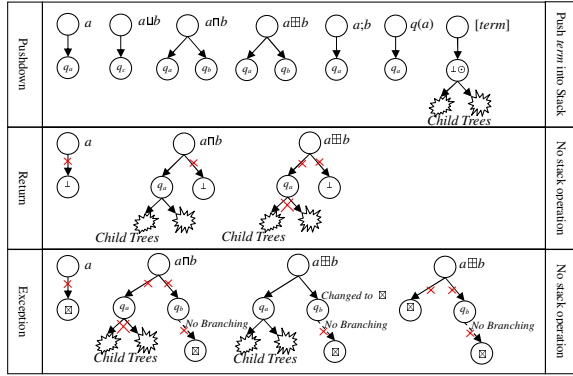 Pushdown
a
a⊔b
a⊓b
a⊞b
a;b
q(a)
[term]
q_a
q_c
q_a
q_b
q_a
q_b
q_a
q_a
⊥⊙
Child Trees
Push term into Stack
Return
a
a⊓b
a⊞b
⊥
q_a
⊥
q_a
⊥
Child Trees
Child Trees
No stack operation
Exception
a
a⊓b
a⊞b
a⊞b
⊠
q_a
q_b
No Branching
⊠
Child Trees
q_a
Changed to ⊠
q_b
No Branching
⊠
Child Trees
⊠
q_b
No Branching
⊠
No stack operation